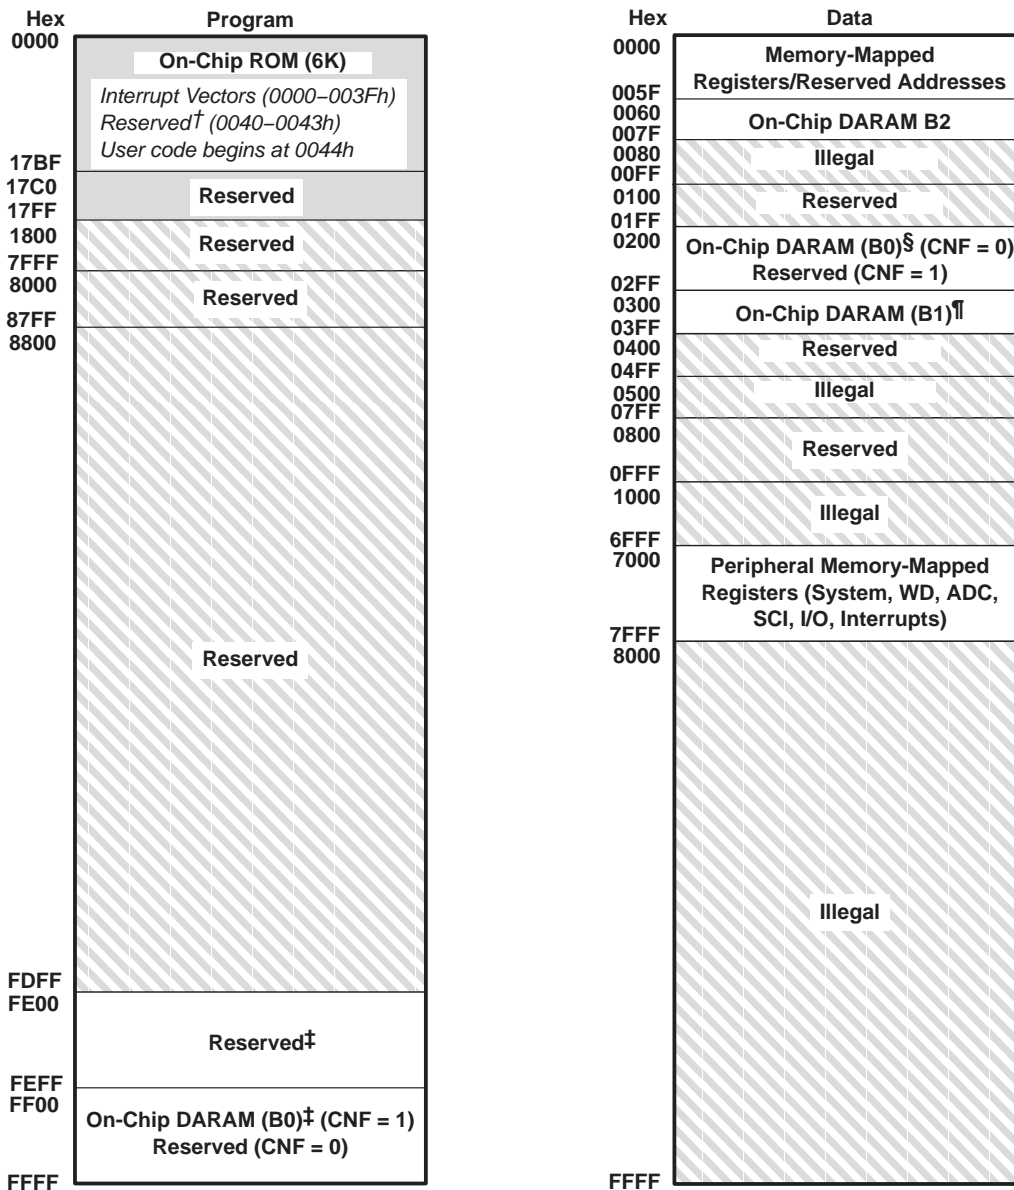 Hex Program
0000
On-Chip ROM (6K)
Interrupt Vectors (0000–003Fh)
Reserved† (0040–0043h)
User code begins at 0044h
17BF
17C0
Reserved
17FF
1800
Reserved
7FFF
8000
Reserved
87FF
8800
Reserved
FDFF
FE00
Reserved‡
FEFF
FF00
On-Chip DARAM (B0)‡ (CNF = 1)
Reserved (CNF = 0)
FFFF
Hex Data
0000
Memory-Mapped
Registers/Reserved Addresses
005F
0060
On-Chip DARAM B2
007F
0080
Illegal
00FF
0100
Reserved
01FF
0200
On-Chip DARAM (B0)§ (CNF = 0)
Reserved (CNF = 1)
02FF
0300
On-Chip DARAM (B1)¶
03FF
0400
Reserved
04FF
0500
Illegal
07FF
0800
Reserved
0FFF
1000
Illegal
6FFF
7000
Peripheral Memory-Mapped
Registers (System, WD, ADC,
SCI, I/O, Interrupts)
7FFF
8000
Illegal
FFFF